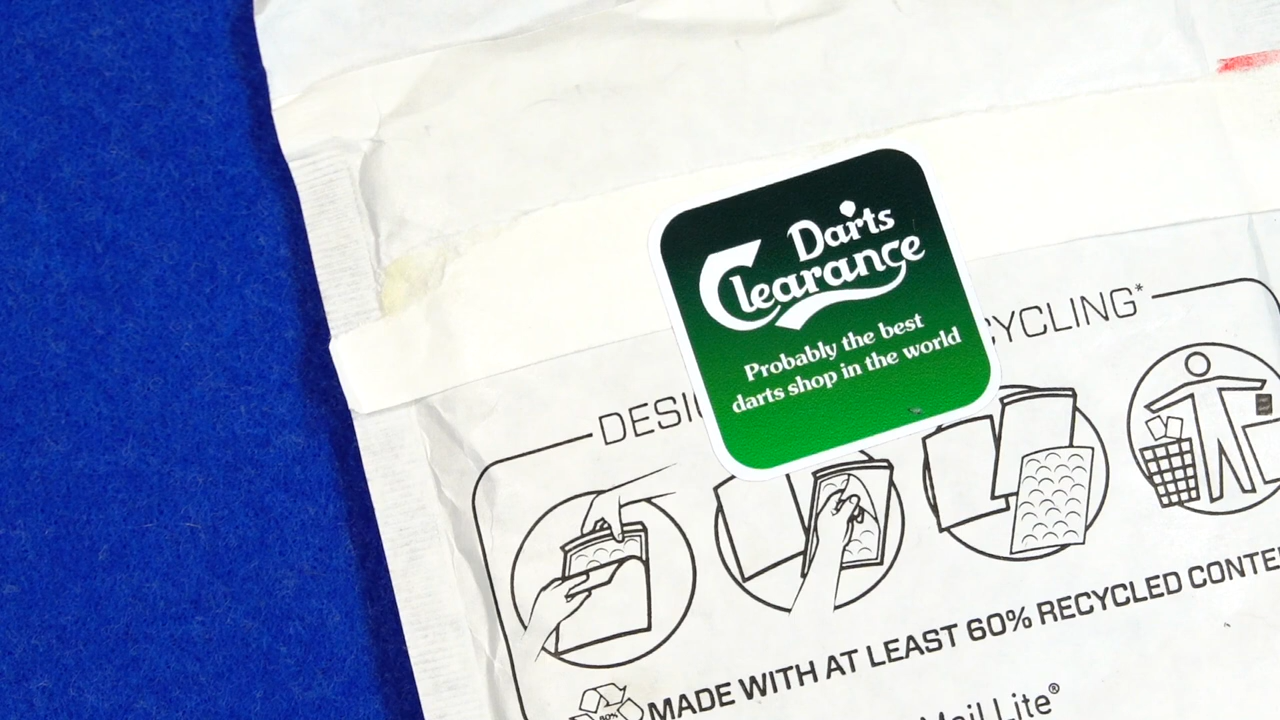 Darts
Clearance
Probably the best
darts shop in the world
DESI
CYCLING*
MADE WITH AT LEAST 60% RECYCLED CONTE
Mail Lite®